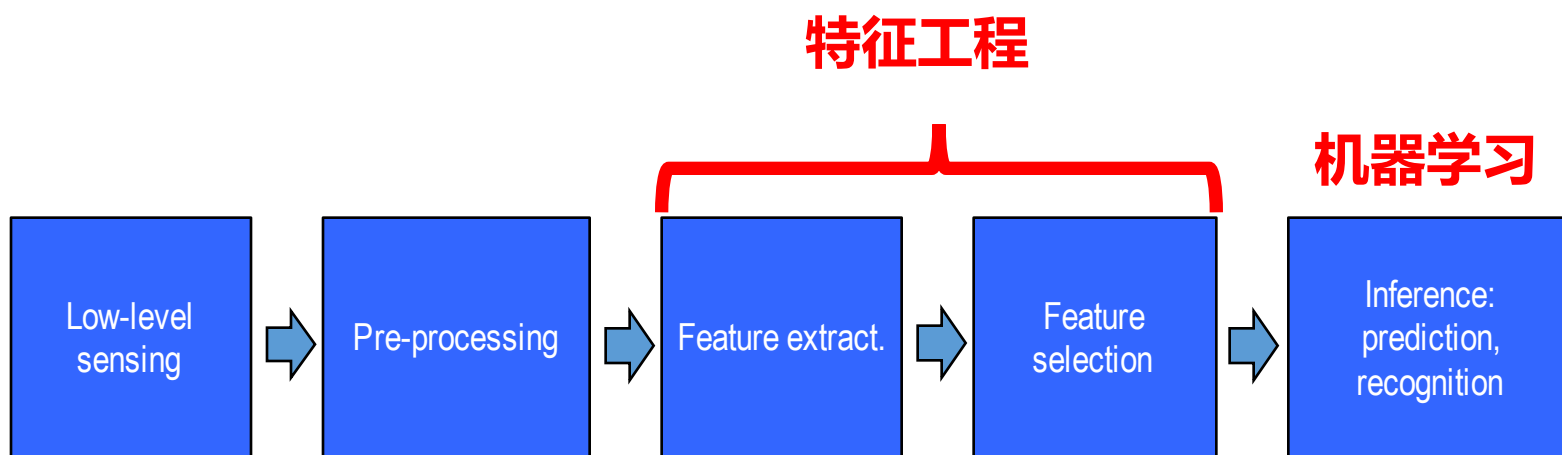 特征工程
机器学习
Low-level
sensing
Pre-processing
Feature extract.
Feature
selection
Inference:
prediction,
recognition